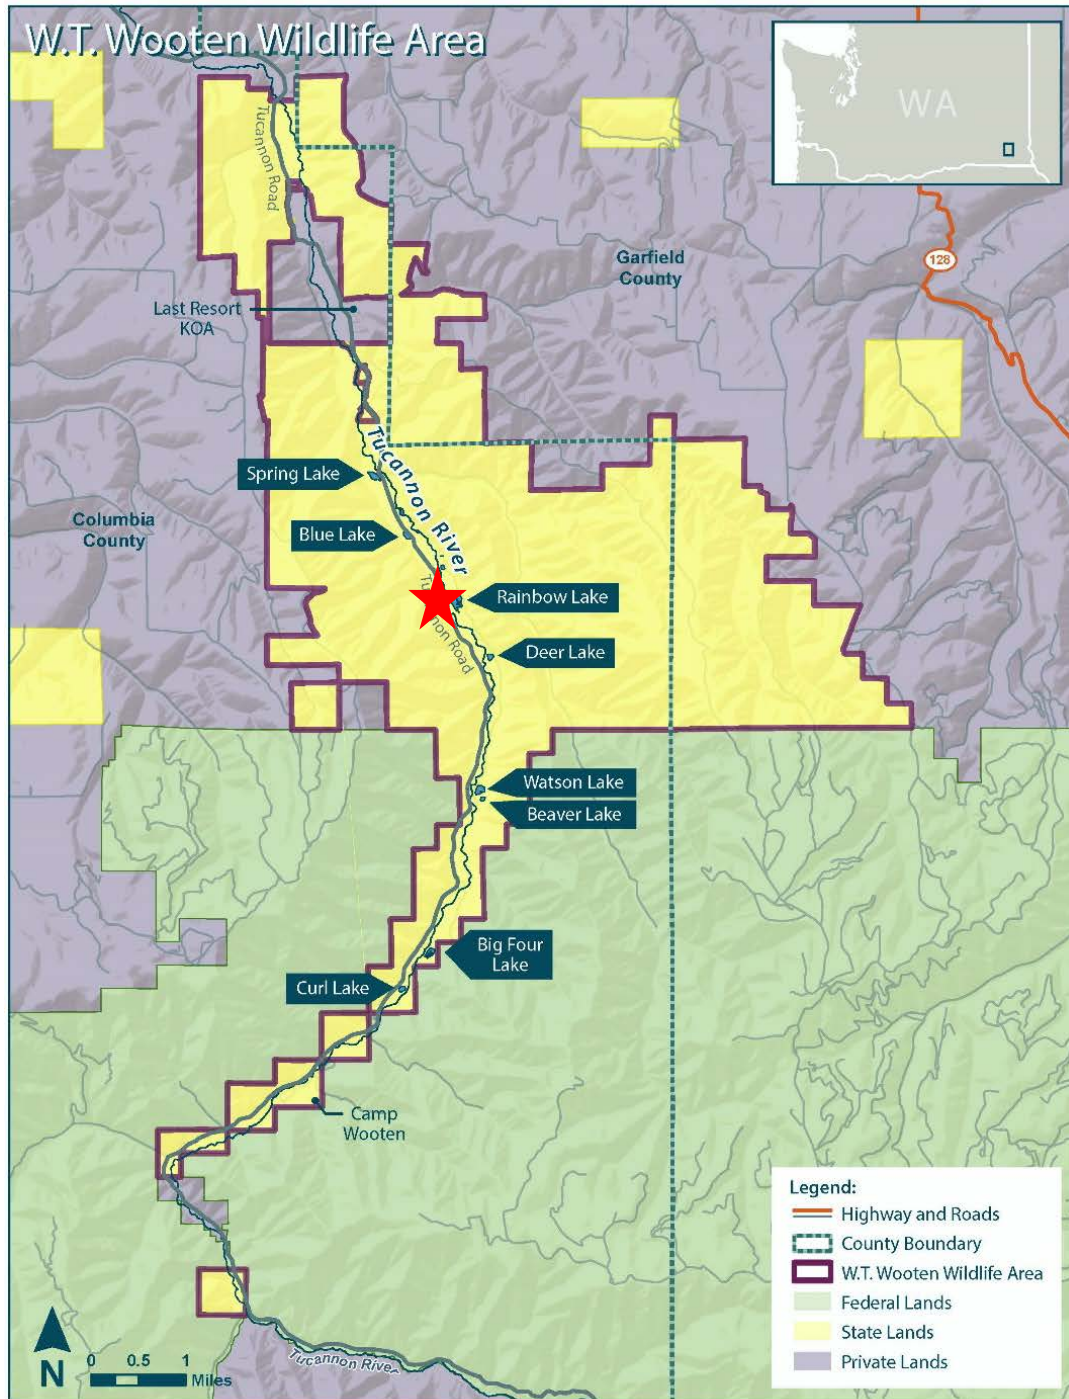 W.T. Wooten Wildlife Area
WA
Tucannon Road
128
Garfield
County
Last Resort
KOA
Tucannon River
Spring Lake
Columbia
County
Blue Lake
Rainbow Lake
Tu
non Road
Deer Lake
Watson Lake
Beaver Lake
Big Four
Lake
Curl Lake
Camp
Wooten
Legend:
Highway and Roads
County Boundary
W.T. Wooten Wildlife Area
Federal Lands
State Lands
Private Lands
N
0 0.5 1
Miles
Tucannon River